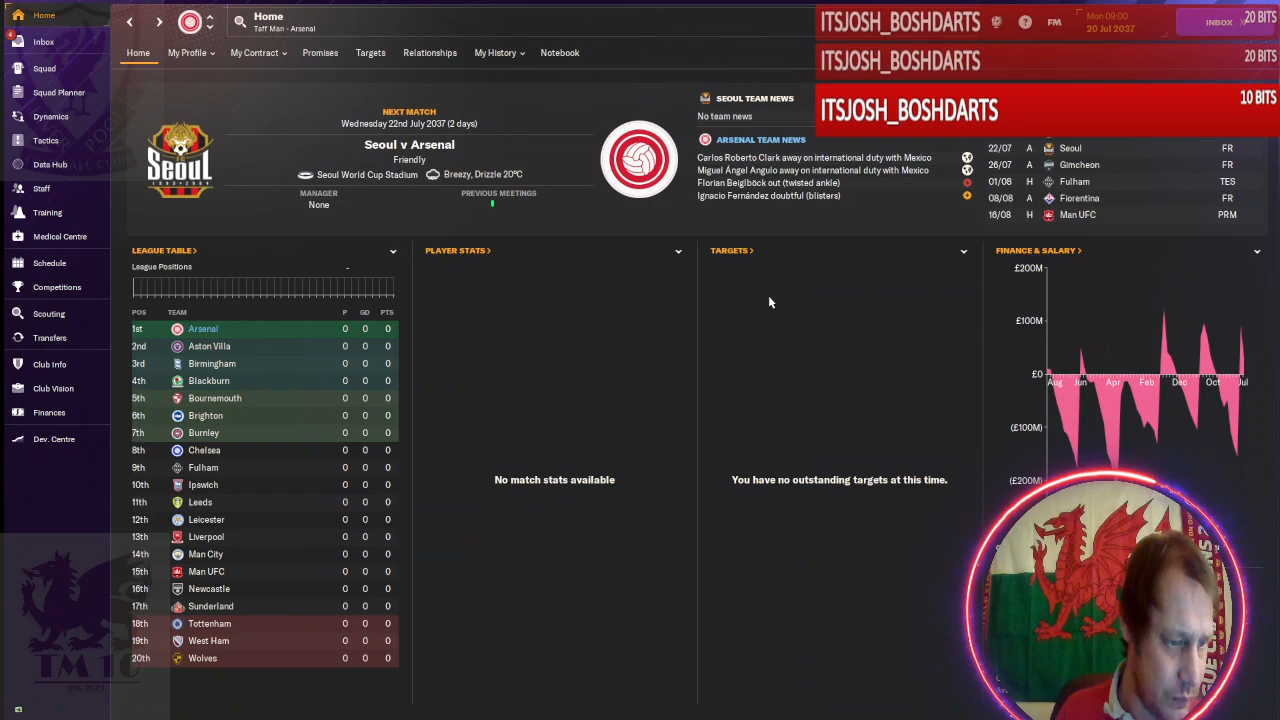 Home
4
Inbox
Squad
Squad Planner
Dynamics
Tactics
Data Hub
Staff
Training
Medical Centre
Schedule
Competitions
Scouting
Transfers
Club Info
Club Vision
Finances
Dev. Centre
TM 10
Home
Taff Man - Arsenal
Home My Profile My Contract Promises Targets Relationships My History Notebook
? FM Mon 09:00
20 Jul 2037
INBOX
ITSJOSH_BOSHDARTS 20 BITS
ITSJOSH_BOSHDARTS 20 BITS
ITSJOSH_BOSHDARTS 10 BITS
NEXT MATCH
Wednesday 22nd July 2037 (2 days)
Seoul v Arsenal
Friendly
Seoul World Cup Stadium Breezy, Drizzle 20°C
MANAGER PREVIOUS MEETINGS
None
Seoul
SEOUL TEAM NEWS
No team news
ARSENAL TEAM NEWS
Carlos Roberto Clark away on international duty with Mexico
Miguel Ángel Angulo away on international duty with Mexico
Florian Beiglböck out (twisted ankle)
Ignacio Fernández doubtful (blisters)
22/07 A Seoul FR
26/07 A Gimcheon FR
01/08 H Fulham TES
08/08 A Fiorentina FR
16/08 H Man UFC PRM
LEAGUE TABLE >
League Positions -
POS TEAM P GD PTS
1st Arsenal 0 0 0
2nd Aston Villa 0 0 0
3rd Birmingham 0 0 0
4th Blackburn 0 0 0
5th Bournemouth 0 0 0
6th Brighton 0 0 0
7th Burnley 0 0 0
8th Chelsea 0 0 0
9th Fulham 0 0 0
10th Ipswich 0 0 0
11th Leeds 0 0 0
12th Leicester 0 0 0
13th Liverpool 0 0 0
14th Man City 0 0 0
15th Man UFC 0 0 0
16th Newcastle 0 0 0
17th Sunderland 0 0 0
18th Tottenham 0 0 0
19th West Ham 0 0 0
20th Wolves 0 0 0
PLAYER STATS >
No match stats available
TARGETS >
You have no outstanding targets at this time.
FINANCE & SALARY >
£200M
£100M
£0
Aug Jun Apr Feb Dec Oct Jul
(£100M)
(£200M)